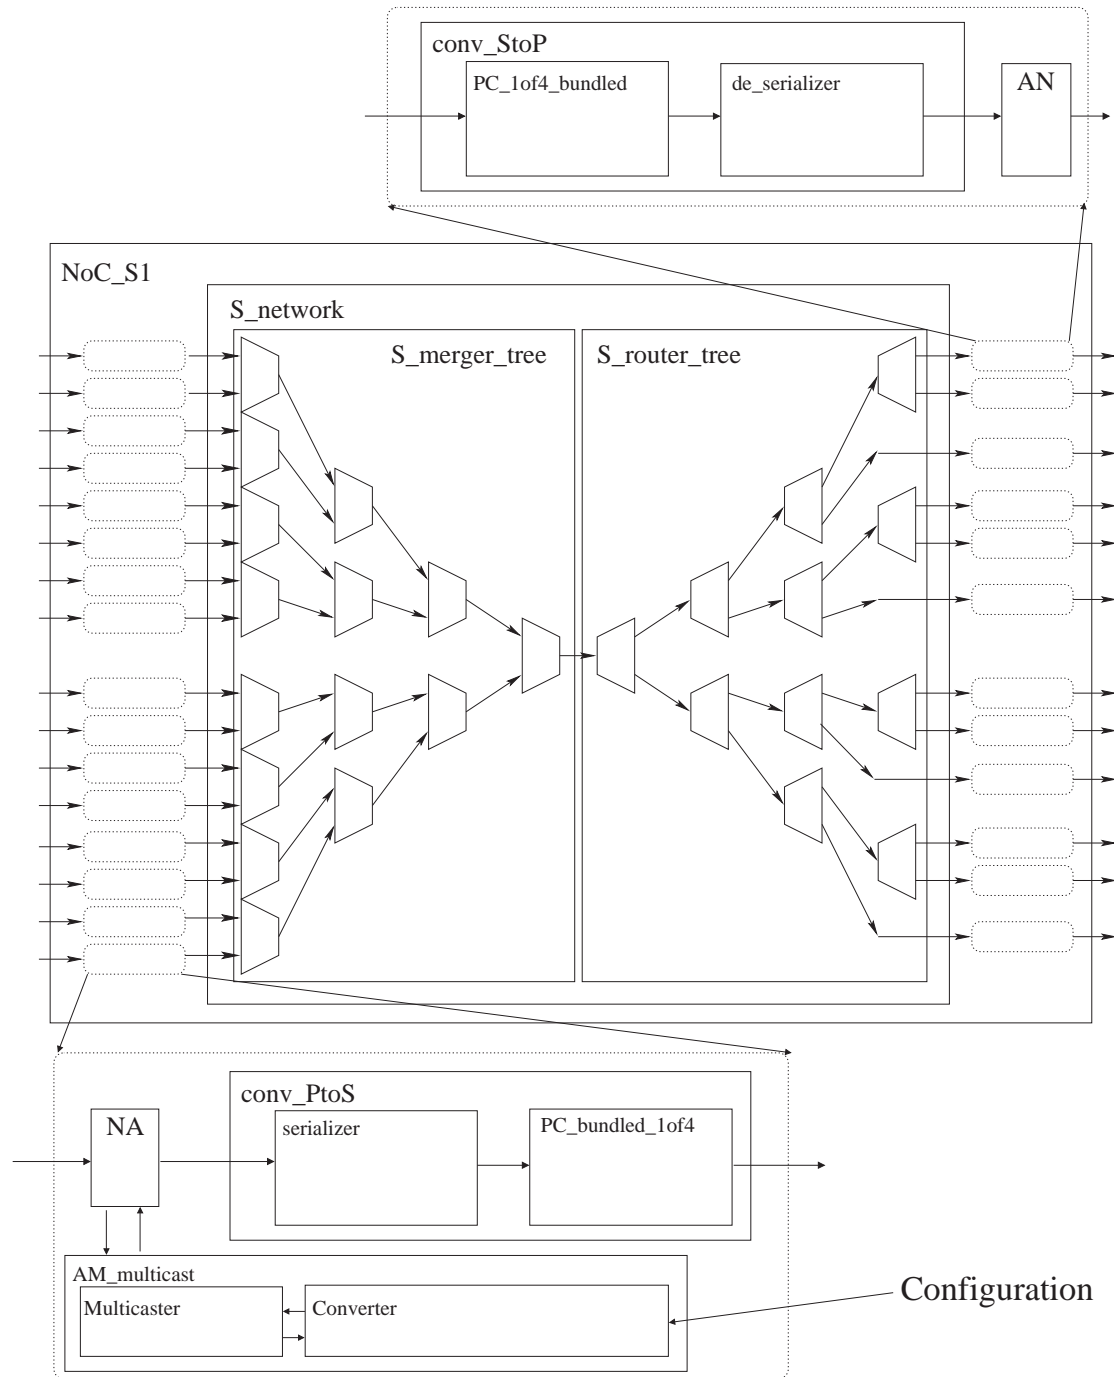 conv_StoP
PC_1of4_bundled
de_serializer
AN
NoC_S1
S_network
S_merger_tree
S_router_tree
conv_PtoS
NA
serializer
PC_bundled_1of4
AM_multicast
Multicaster
Converter
Configuration